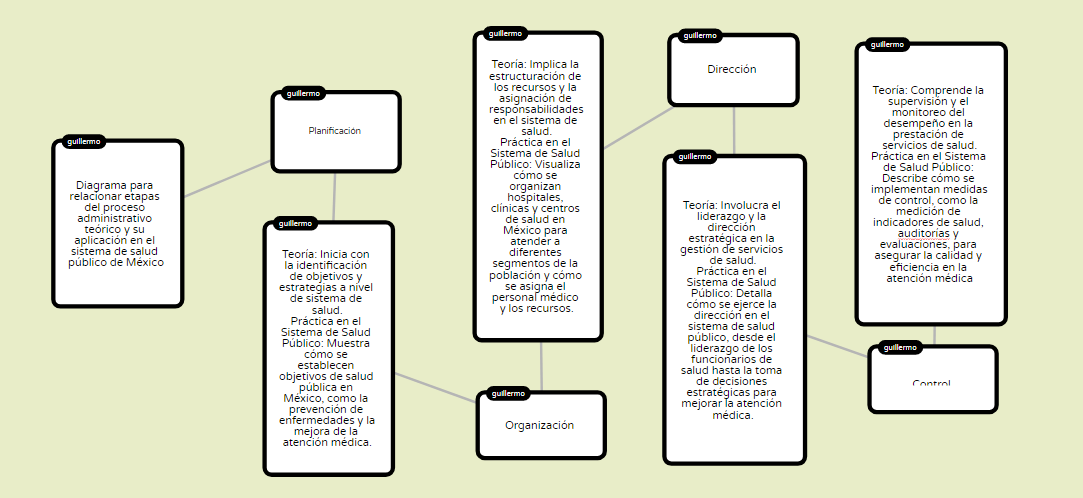 guillermo
Diagrama para
relacionar etapas
del proceso
administrativo
teórico y su
aplicación en el
sistema de salud
público de México
guillermo
Planificación
guillermo
Teoría: Inicia con
la identificación
de objetivos y
estrategias a nivel
de sistema de
salud.
Práctica en el
Sistema de Salud
Público: Muestra
cómo se
establecen
objetivos de salud
pública en
México, como la
prevención de
enfermedades y la
mejora de la
atención médica.
guillermo
Teoría: Implica la
estructuración de
los recursos y la
asignación de
responsabilidades
en el sistema de
salud.
Práctica en el
Sistema de Salud
Público: Visualiza
cómo se
organizan
hospitales,
clínicas y centros
de salud en
México para
atender a
diferentes
segmentos de la
población y cómo
se asigna el
personal médico
y los recursos.
guillermo
Organización
guillermo
Dirección
guillermo
Teoría: Involucra el
liderazgo y la
dirección
estratégica en la
gestión de servicios
de salud.
Práctica en el
Sistema de Salud
Público: Detalla
cómo se ejerce la
dirección en el
sistema de salud
público, desde el
liderazgo de los
funcionarios de
salud hasta la toma
de decisiones
estratégicas para
mejorar la atención
médica.
guillermo
Teoría: Comprende la
supervisión y el
monitoreo del
desempeño en la
prestación de
servicios de salud.
Práctica en el Sistema
de Salud Público:
Describe cómo se
implementan medidas
de control, como la
medición de
indicadores de salud,
auditorías y
evaluaciones, para
asegurar la calidad y
eficiencia en la
atención médica
guillermo
Control